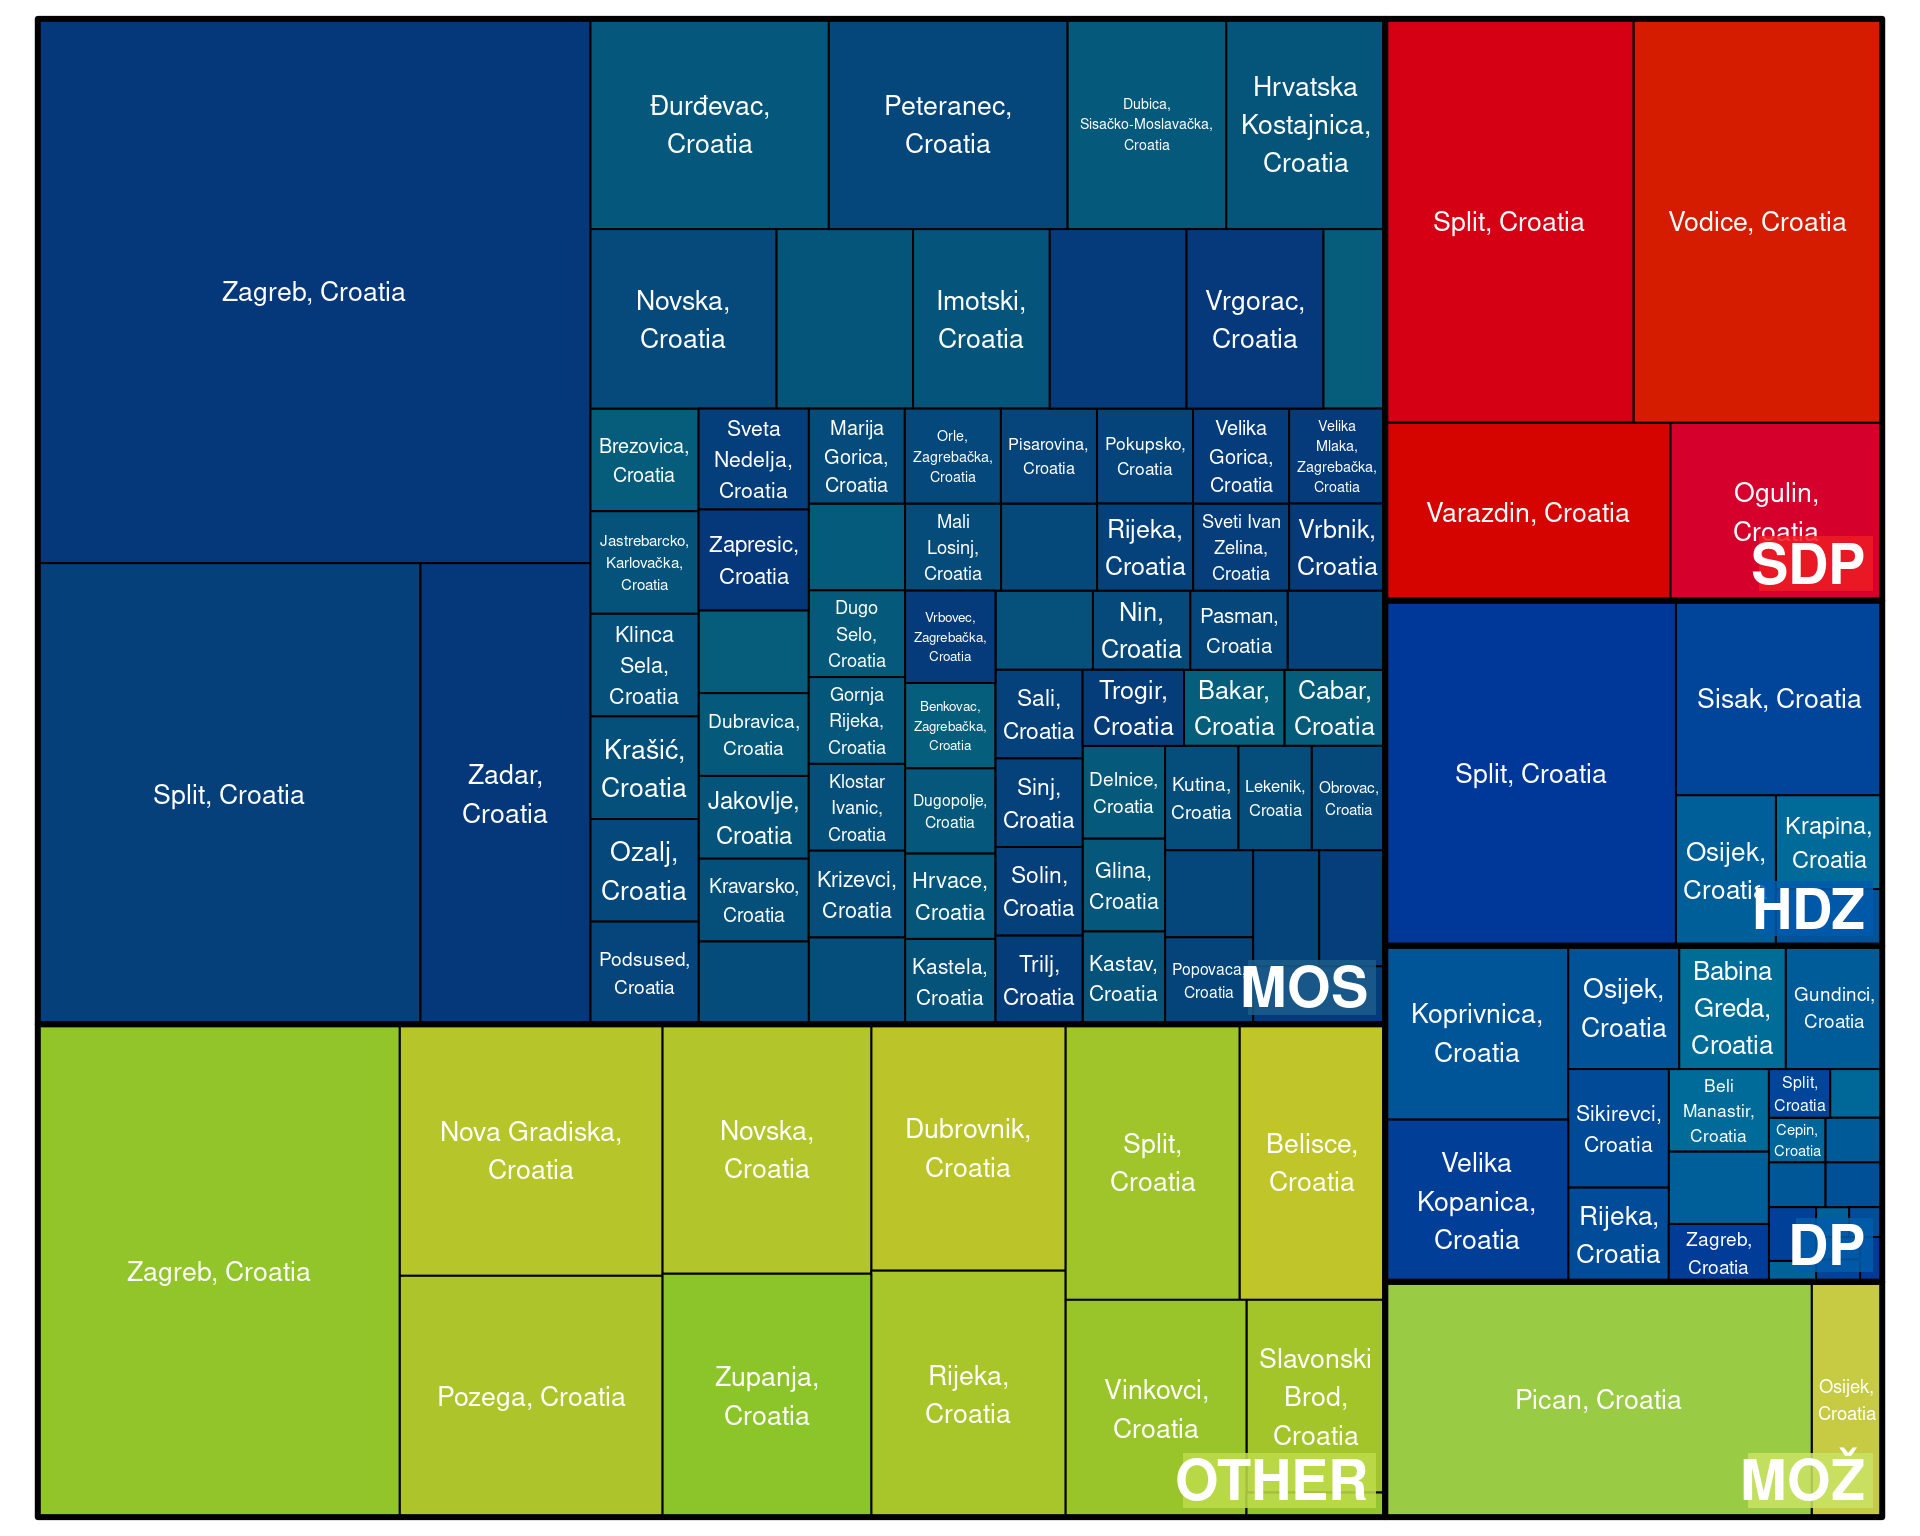 Zagreb, Croatia
Split, Croatia
Zadar,
Croatia
Đurđevac,
Croatia
Peteranec,
Croatia
Dubica,
Sisačko-Moslavačka,
Croatia
Hrvatska
Kostajnica,
Croatia
Novska,
Croatia
Imotski,
Croatia
Vrgorac,
Croatia
Brezovica,
Croatia
Jastrebarcko,
Karlovačka,
Croatia
Klinca
Sela,
Croatia
Krašić,
Croatia
Ozalj,
Croatia
Podsused,
Croatia
Sveta
Nedelja,
Croatia
Zapresic,
Croatia
Dubravica,
Croatia
Jakovlje,
Croatia
Kravarsko,
Croatia
Marija
Gorica,
Croatia
Dugo
Selo,
Croatia
Gornja
Rijeka,
Croatia
Klostar
Ivanic,
Croatia
Krizevci,
Croatia
Orle,
Zagrebačka,
Croatia
Pisarovina,
Croatia
Pokupsko,
Croatia
Velika
Gorica,
Croatia
Velika
Mlaka,
Zagrebačka,
Croatia
Mali
Losinj,
Croatia
Rijeka,
Croatia
Sveti Ivan
Zelina,
Croatia
Vrbnik,
Croatia
Vrbovec,
Zagrebačka,
Croatia
Benkovac,
Zagrebačka,
Croatia
Dugopolje,
Croatia
Hrvace,
Croatia
Kastela,
Croatia
Nin,
Croatia
Pasman,
Croatia
Sali,
Croatia
Sinj,
Croatia
Solin,
Croatia
Trilj,
Croatia
Trogir,
Croatia
Bakar,
Croatia
Cabar,
Croatia
Delnice,
Croatia
Glina,
Croatia
Kastav,
Croatia
Kutina,
Croatia
Lekenik,
Croatia
Obrovac,
Croatia
Popovaca,
Croatia
MOS
Zagreb, Croatia
Nova Gradiska,
Croatia
Pozega, Croatia
Novska,
Croatia
Zupanja,
Croatia
Dubrovnik,
Croatia
Rijeka,
Croatia
Split,
Croatia
Belisce,
Croatia
Vinkovci,
Croatia
Slavonski
Brod,
Croatia
OTHER
Split, Croatia
Vodice, Croatia
Varazdin, Croatia
Ogulin,
Croatia
SDP
Split, Croatia
Sisak, Croatia
Osijek,
Croatia
Krapina,
Croatia
HDZ
Koprivnica,
Croatia
Velika
Kopanica,
Croatia
Osijek,
Croatia
Babina
Greda,
Croatia
Gundinci,
Croatia
Sikirevci,
Croatia
Rijeka,
Croatia
Beli
Manastir,
Croatia
Zagreb,
Croatia
Split,
Croatia
Cepin,
Croatia
DP
Pican, Croatia
Osijek,
Croatia
MOŽ